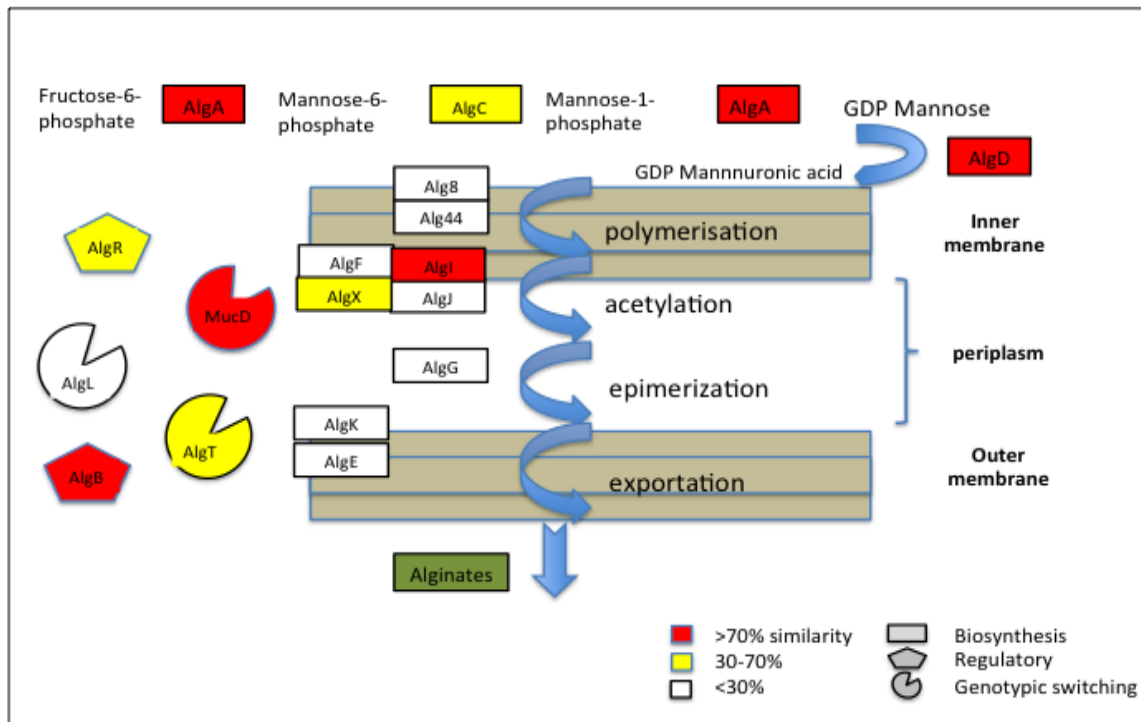 Fructose-6-
phosphate
AlgA
Mannose-6-
phosphate
AlgC
Mannose-1-
phosphate
AlgA
GDP Mannose
AlgD
GDP Mannnuronic acid
Alg8
Alg44
polymerisation
Inner
membrane
AlgR
AlgF
AlgI
AlgX
AlgJ
acetylation
MucD
periplasm
AlgL
AlgG
epimerization
AlgK
AlgT
AlgE
Outer
membrane
AlgB
exportation
Alginates
>70% similarity
30-70%
<30%
Biosynthesis
Regulatory
Genotypic switching